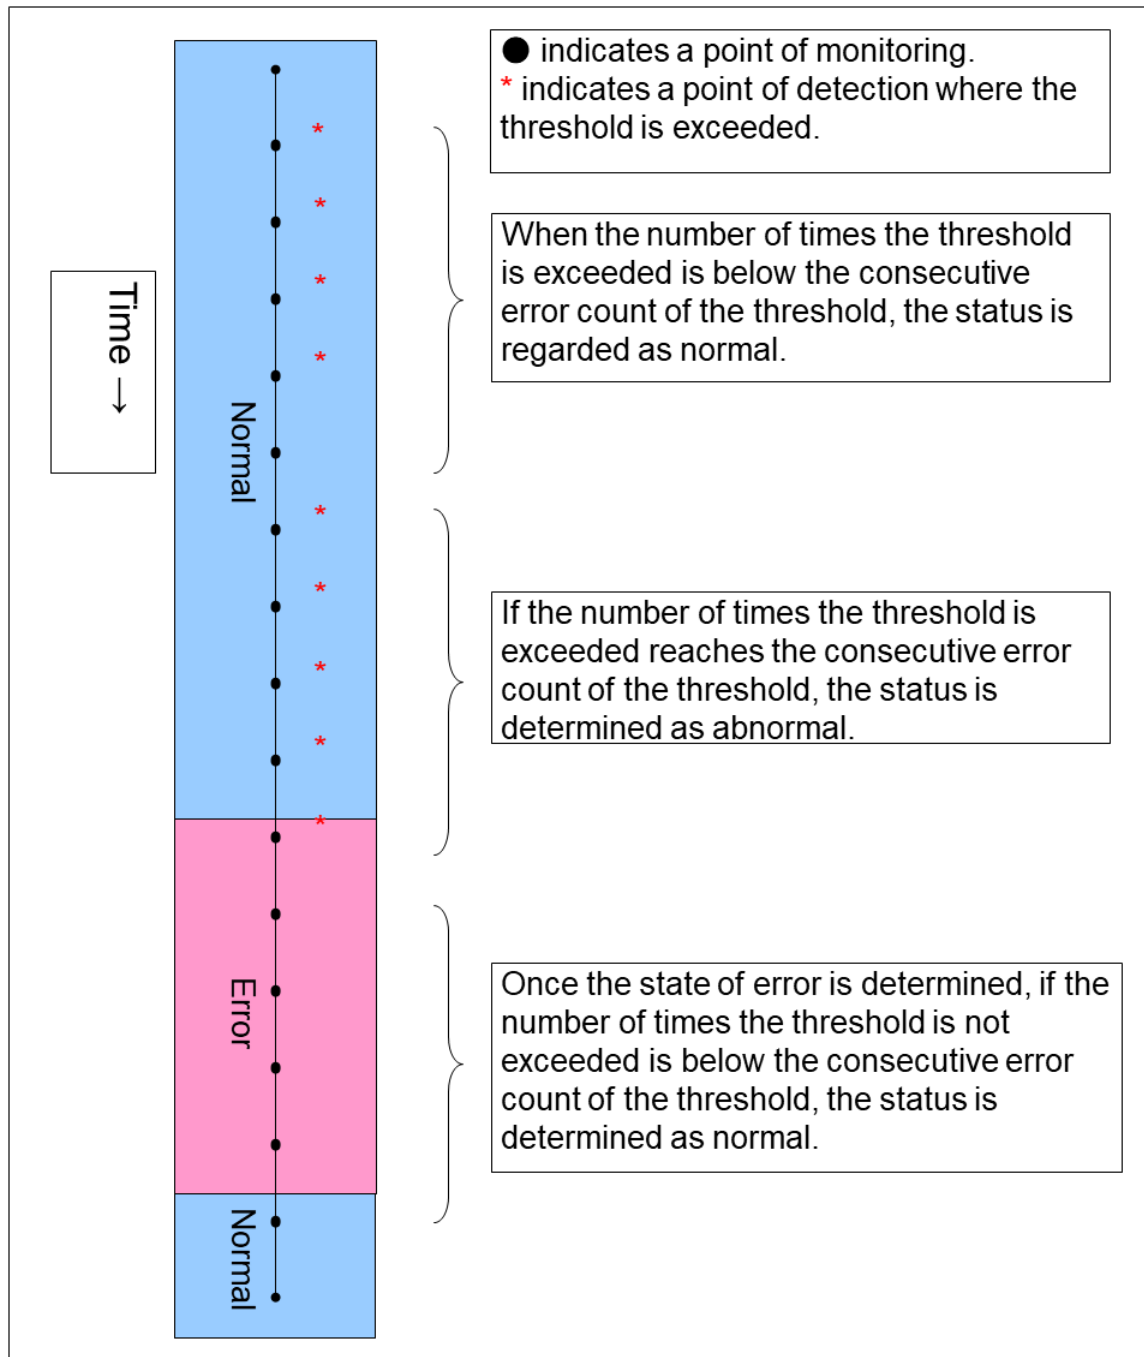 ● indicates a point of monitoring.
* indicates a point of detection where the
threshold is exceeded.
When the number of times the threshold
is exceeded is below the consecutive
error count of the threshold, the status is
regarded as normal.
Time →
Normal
If the number of times the threshold is
exceeded reaches the consecutive error
count of the threshold, the status is
determined as abnormal.
Error
Once the state of error is determined, if the
number of times the threshold is not
exceeded is below the consecutive error
count of the threshold, the status is
determined as normal.
Normal